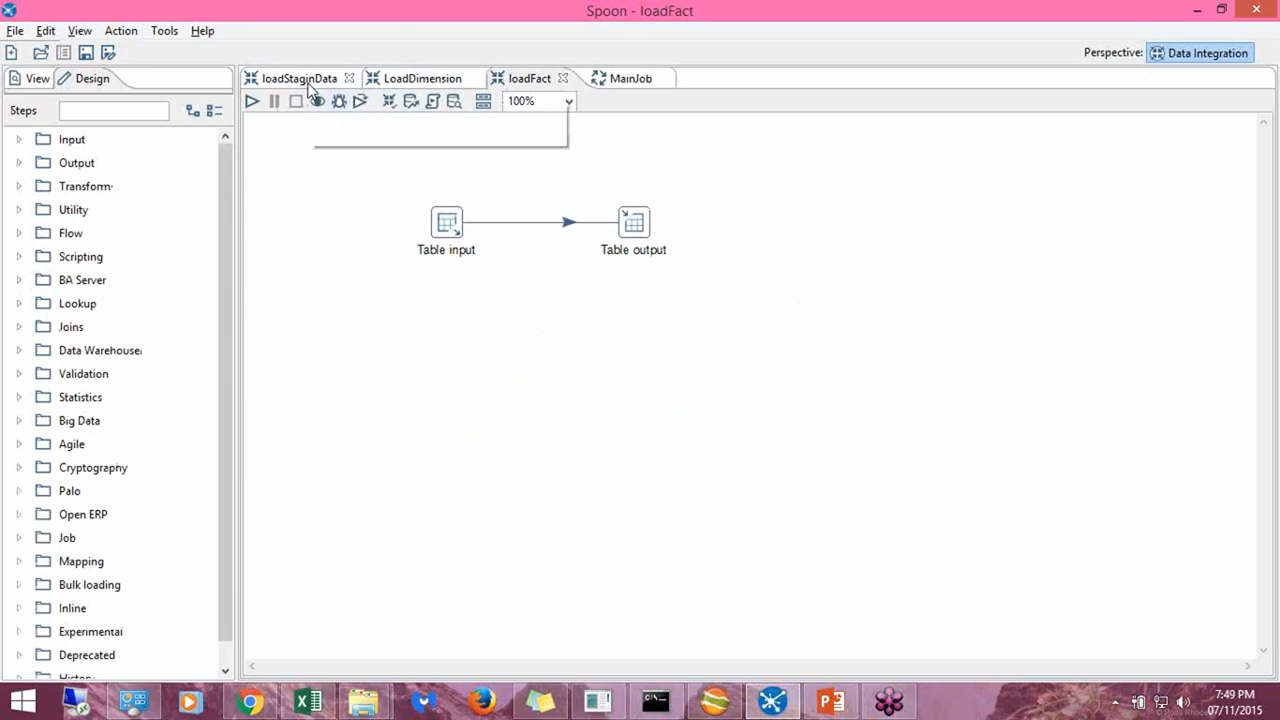 Spoon - loadFact
File Edit View Action Tools Help
Perspective: Data Integration
View Design
loadStaginData LoadDimension loadFact MainJob
Steps
100%
Input
Output
Transform
Utility
Flow
Scripting
BA Server
Lookup
Joins
Data Warehouse
Validation
Statistics
Big Data
Agile
Cryptography
Palo
Open ERP
Job
Mapping
Bulk loading
Inline
Experimental
Deprecated
History
Table input Table output
7:49 PM
07/11/2015